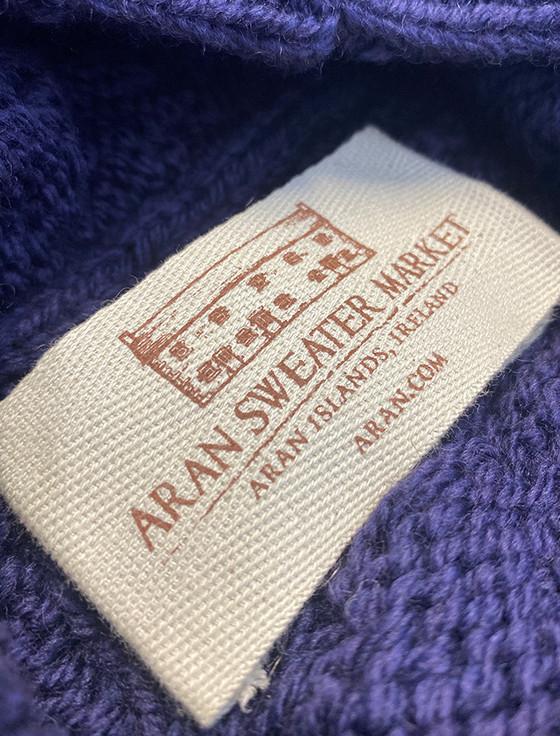 ARAN SWEATER MARKET
ARAN ISLANDS, IRELAND
ARAN.COM